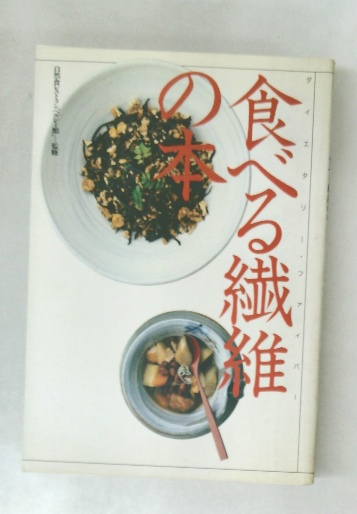 ダイエタリー・ファイバー
食べる繊維
の本